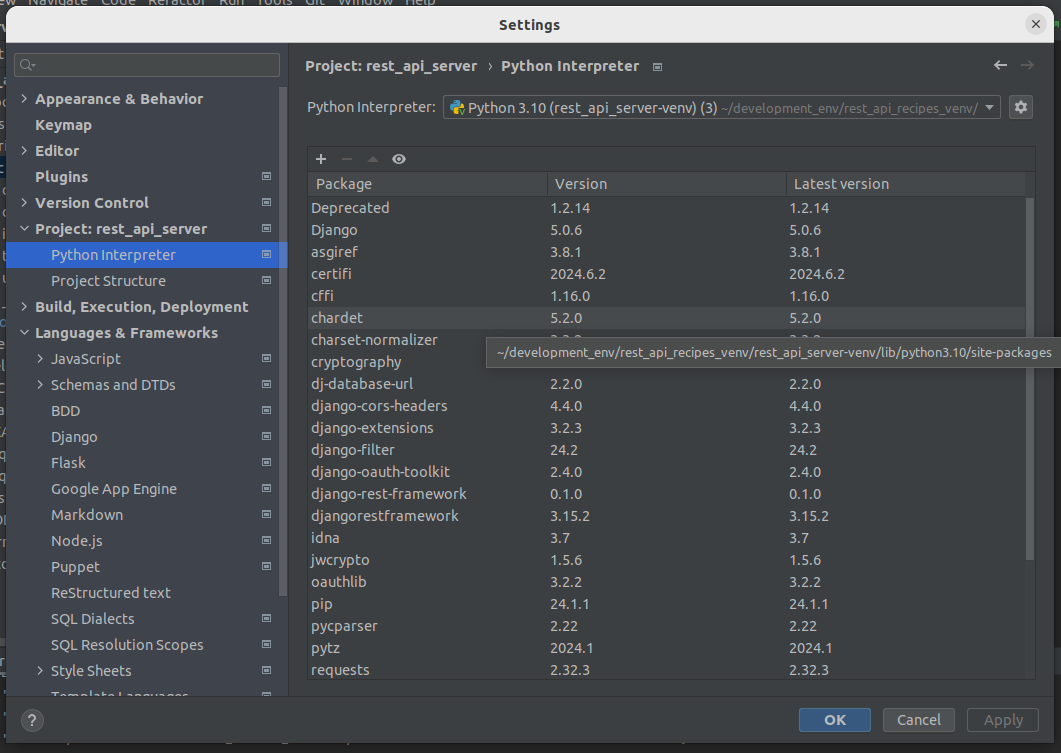 Navigate Code Refactor Run Tools Git Window Help
Settings
Project: rest_api_server › Python Interpreter
Appearance & Behavior
Keymap
Editor
Plugins
Version Control
Project: rest_api_server
Python Interpreter
Project Structure
Build, Execution, Deployment
Languages & Frameworks
JavaScript
Schemas and DTDs
BDD
Django
Flask
Google App Engine
Markdown
Node.js
Puppet
ReStructured text
SQL Dialects
SQL Resolution Scopes
Style Sheets
Template Languages
Python Interpreter: Python 3.10 (rest_api_server-venv) (3) ~/development_env/rest_api_recipes_venv/
Package Version Latest version
Deprecated 1.2.14 1.2.14
Django 5.0.6 5.0.6
asgiref 3.8.1 3.8.1
certifi 2024.6.2 2024.6.2
cffi 1.16.0 1.16.0
chardet 5.2.0 5.2.0
charset-normalizer
~/development_env/rest_api_recipes_venv/rest_api_server-venv/lib/python3.10/site-packages
cryptography
dj-database-url 2.2.0 2.2.0
django-cors-headers 4.4.0 4.4.0
django-extensions 3.2.3 3.2.3
django-filter 24.2 24.2
django-oauth-toolkit 2.4.0 2.4.0
django-rest-framework 0.1.0 0.1.0
djangorestframework 3.15.2 3.15.2
idna 3.7 3.7
jwcrypto 1.5.6 1.5.6
oauthlib 3.2.2 3.2.2
pip 24.1.1 24.1.1
pycparser 2.22 2.22
pytz 2024.1 2024.1
requests 2.32.3 2.32.3
? OK Cancel Apply